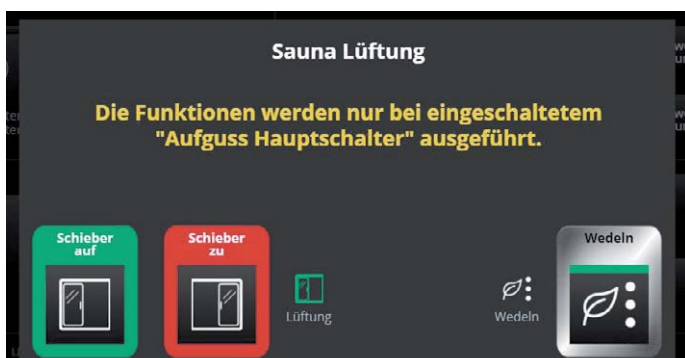 Sauna Lüftung
Die Funktionen werden nur bei eingeschaltetem
"Aufguss Hauptschalter" ausgeführt.
Schieber
auf
Schieber
zu
Lüftung
Wedeln
Wedeln